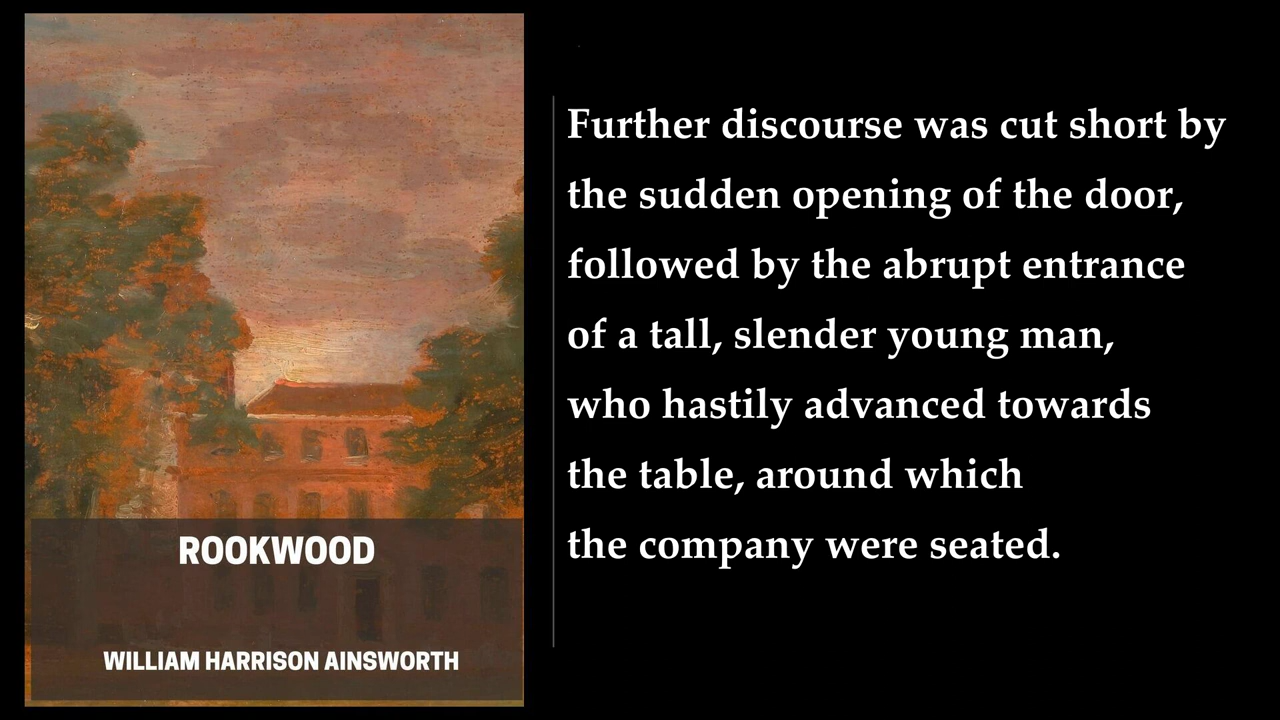 ROOKWOOD
WILLIAM HARRISON AINSWORTH
Further discourse was cut short by
the sudden opening of the door,
followed by the abrupt entrance
of a tall, slender young man,
who hastily advanced towards
the table, around which
the company were seated.